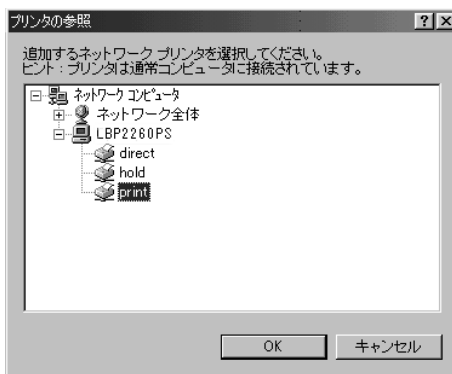 プリンタの参照
追加するネットワーク プリンタを選択してください。
ヒント : プリンタは通常コンピュータに接続されています。
ネットワーク コンピュータ
ネットワーク全体
LBP2260PS
direct
hold
print
OK
キャンセル